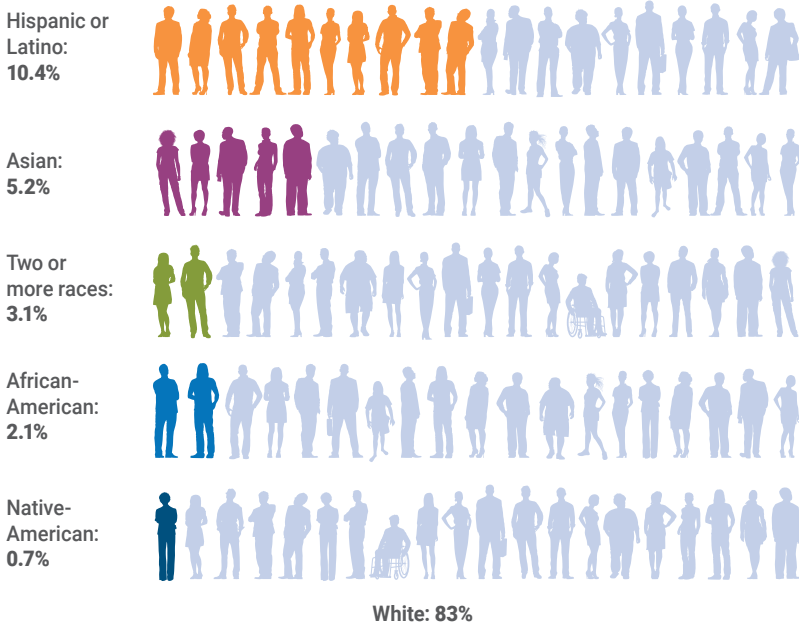 Hispanic or
Latino:
10.4%
Asian:
5.2%
Two or
more races:
3.1%
African-
American:
2.1%
Native-
American:
0.7%
White: 83%